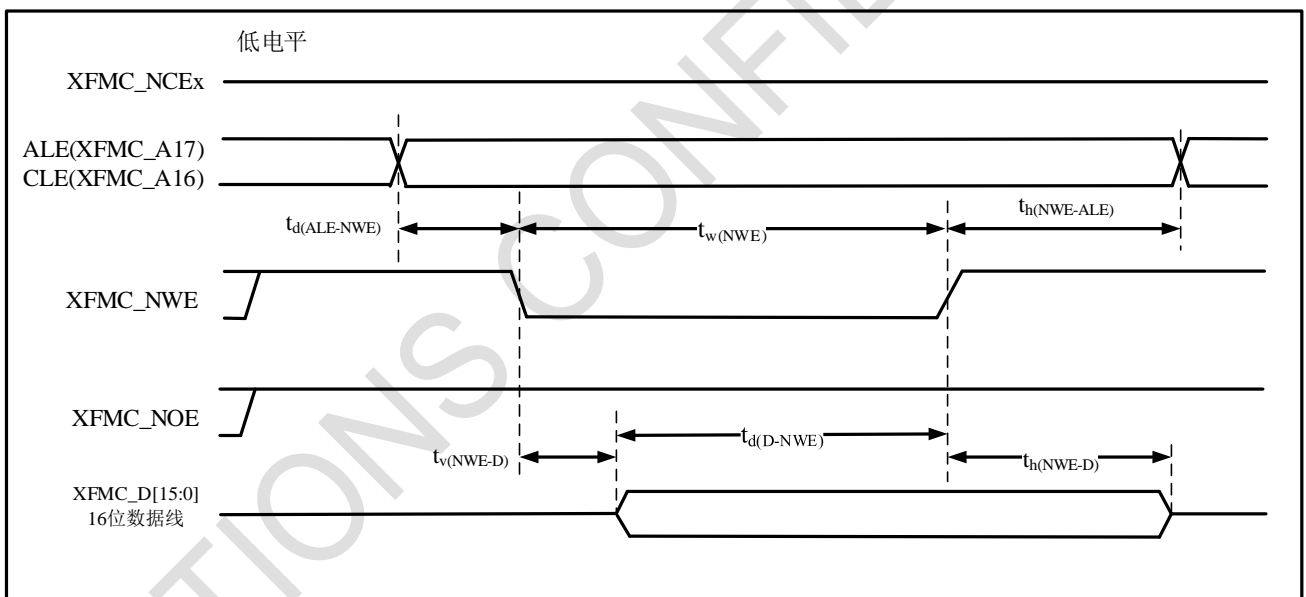 低电平
XFMC_NCEx
ALE(XFMC_A17)
CLE(XFMC_A16)
td(ALE-NWE)
tw(NWE)
th(NWE-ALE)
XFMC_NWE
XFMC_NOE
td(D-NWE)
tv(NWE-D)
th(NWE-D)
XFMC_D[15:0]
16位数据线